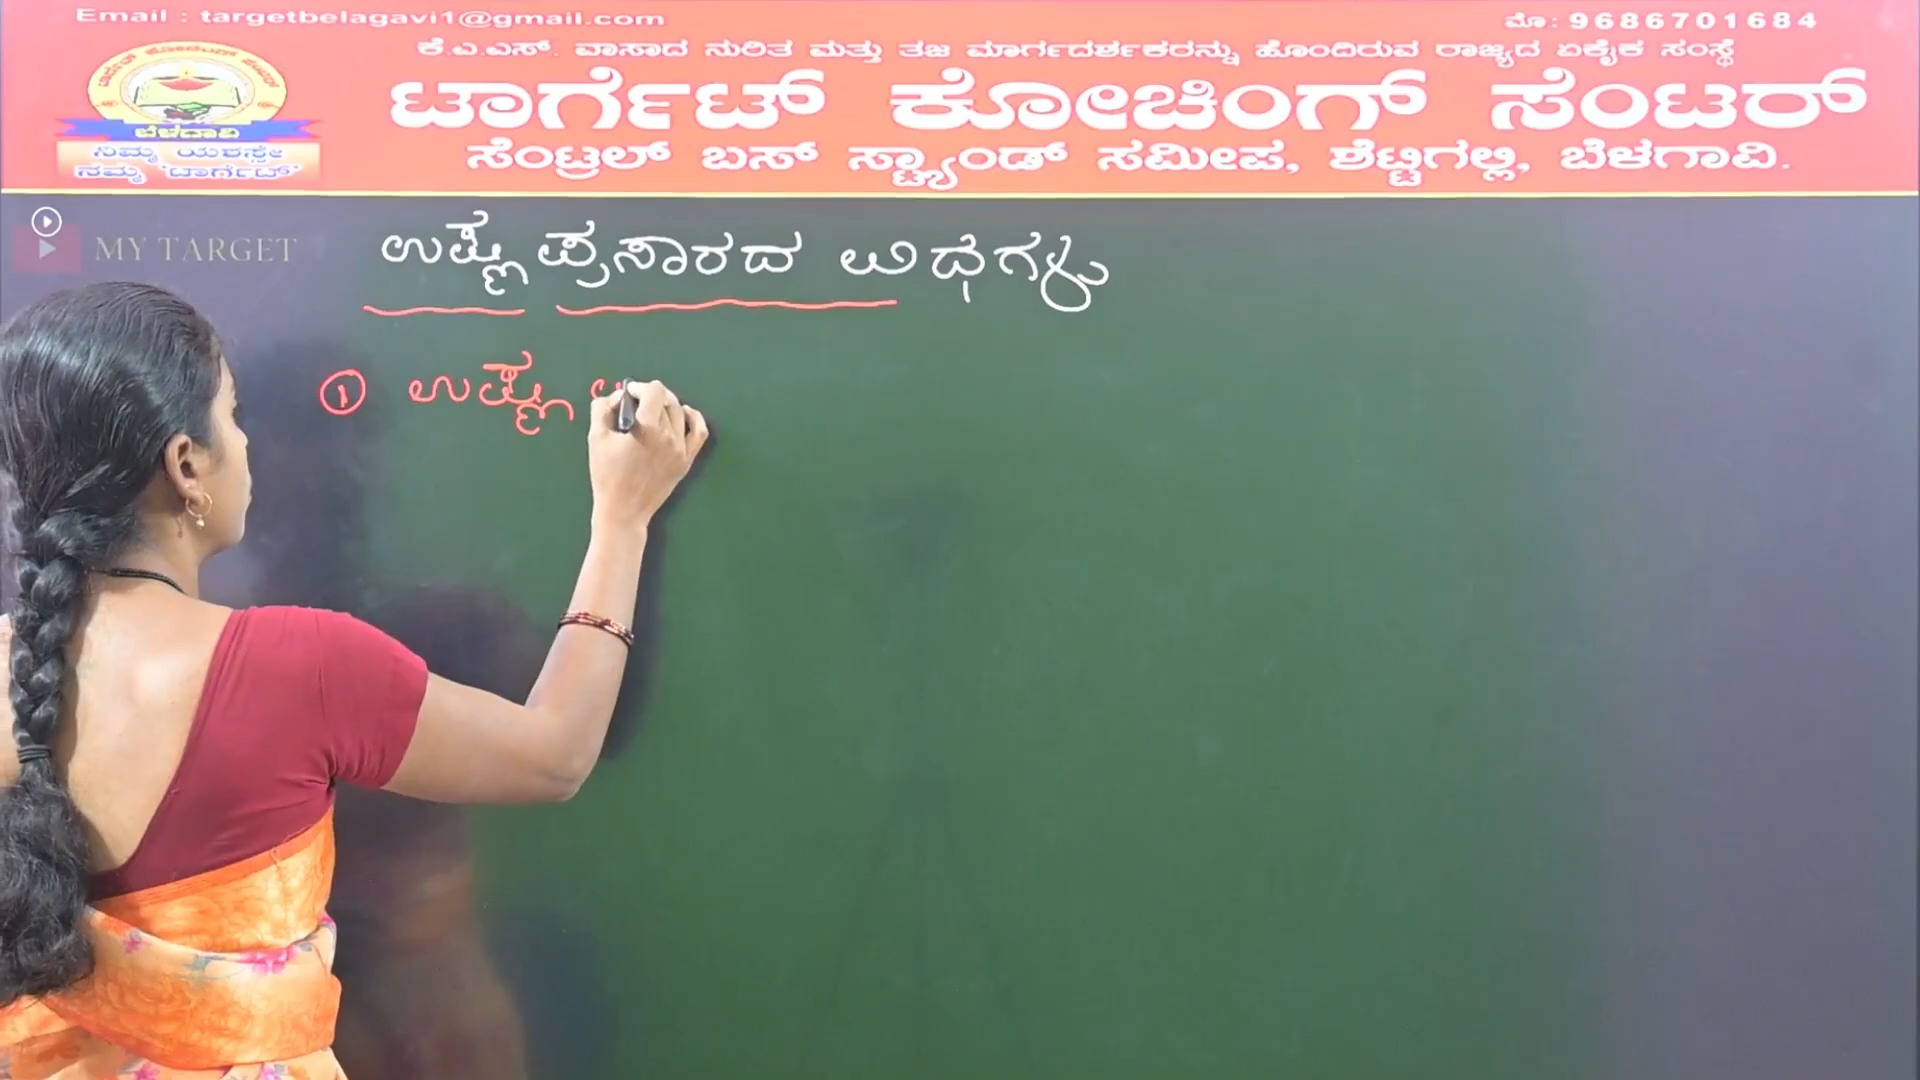 Email : targetbelagavi1@gmail.com ಮೊ: 9686701684
ಕೆ.ಎ.ಎಸ್. ಪಾಸಾದ ನುರಿತ ಮತ್ತು ತಜ್ಞ ಮಾರ್ಗದರ್ಶಕರನ್ನು ಹೊಂದಿರುವ ರಾಜ್ಯದ ಏಕೈಕ ಸಂಸ್ಥೆ
ಟಾರ್ಗೆಟ್ ಕೋಚಿಂಗ್ ಸೆಂಟರ್
ಸೆಂಟ್ರಲ್ ಬಸ್ ಸ್ಟ್ಯಾಂಡ್ ಸಮೀಪ, ಶೆಟ್ಟಿಗಲ್ಲಿ, ಬೆಳಗಾವಿ.
ಬೆಳಗಾವಿ
ನಿಮ್ಮ ಯಶಸ್ಸೇ
ನಮ್ಮ 'ಟಾರ್ಗೆಟ್'
MY TARGET
ಉಷ್ಣ ಪ್ರಸಾರದ ವಿಧಗಳು
① ಉಷ್ಣ